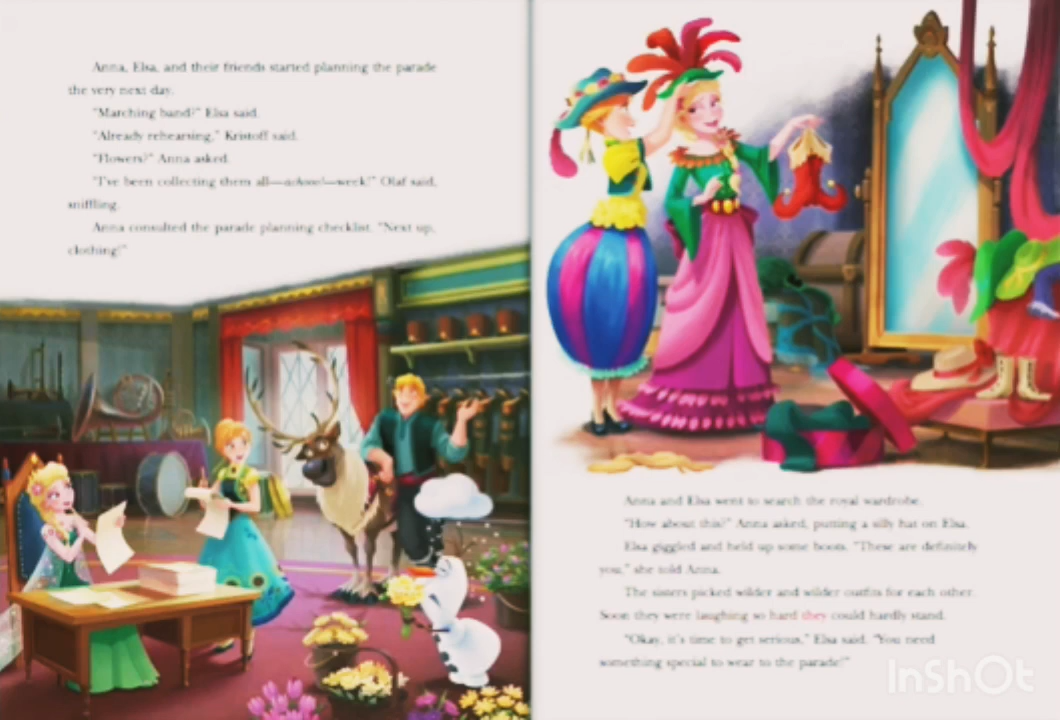 Anna, Elsa, and their friends started planning the parade
the very next day.
"Marching band?" Elsa said.
"Already rehearsing," Kristoff said.
"Flowers?" Anna asked.
"I've been collecting them all—achoo!—week!" Olaf said,
sniffling.
Anna consulted the parade planning checklist. "Next up,
clothing!"
Anna and Elsa went to search the royal wardrobe.
"How about this?" Anna asked, putting a silly hat on Elsa.
Elsa giggled and held up some boots. "These are definitely
you," she told Anna.
The sisters picked wilder and wilder outfits for each other.
Soon they were laughing so hard they could hardly stand.
"Okay, it's time to get serious," Elsa said. "You need
something special to wear to the parade!"
InShOt